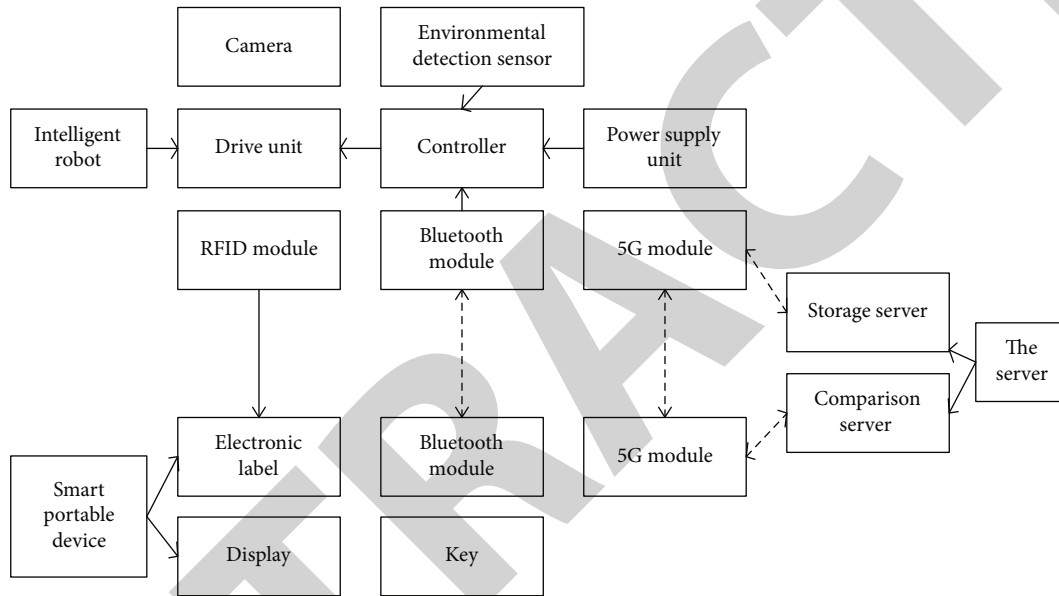 Camera
Environmental
detection sensor
Intelligent
robot
Drive unit
Controller
Power supply
unit
RFID module
Bluetooth
module
5G module
Storage server
The
server
Comparison
server
Electronic
label
Bluetooth
module
5G module
Smart
portable
device
Display
Key
TRACT